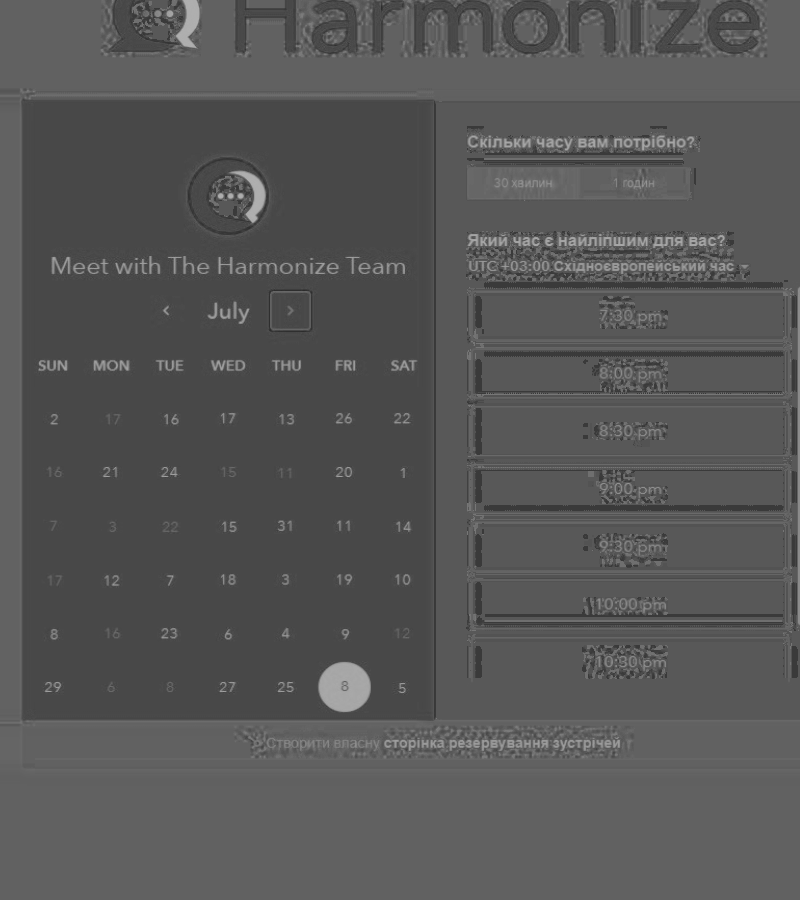 Harmonize
Meet with The Harmonize Team
July
SUN MON TUE WED THU FRI SAT
2 17 16 17 13 26 22
16 21 24 15 11 20 1
7 3 22 15 31 11 14
17 12 7 18 3 19 10
8 16 23 6 4 9 12
29 6 8 27 25 8 5
Скільки часу вам потрібно?
30 хвилин 1 годин
Який час є найліпшим для вас?
UTC +03:00 Східноєвропейський час
7:30 pm
8:00 pm
8:30 pm
9:00 pm
9:30 pm
10:00 pm
10:30 pm
Створити власну сторінка резервування зустрічей